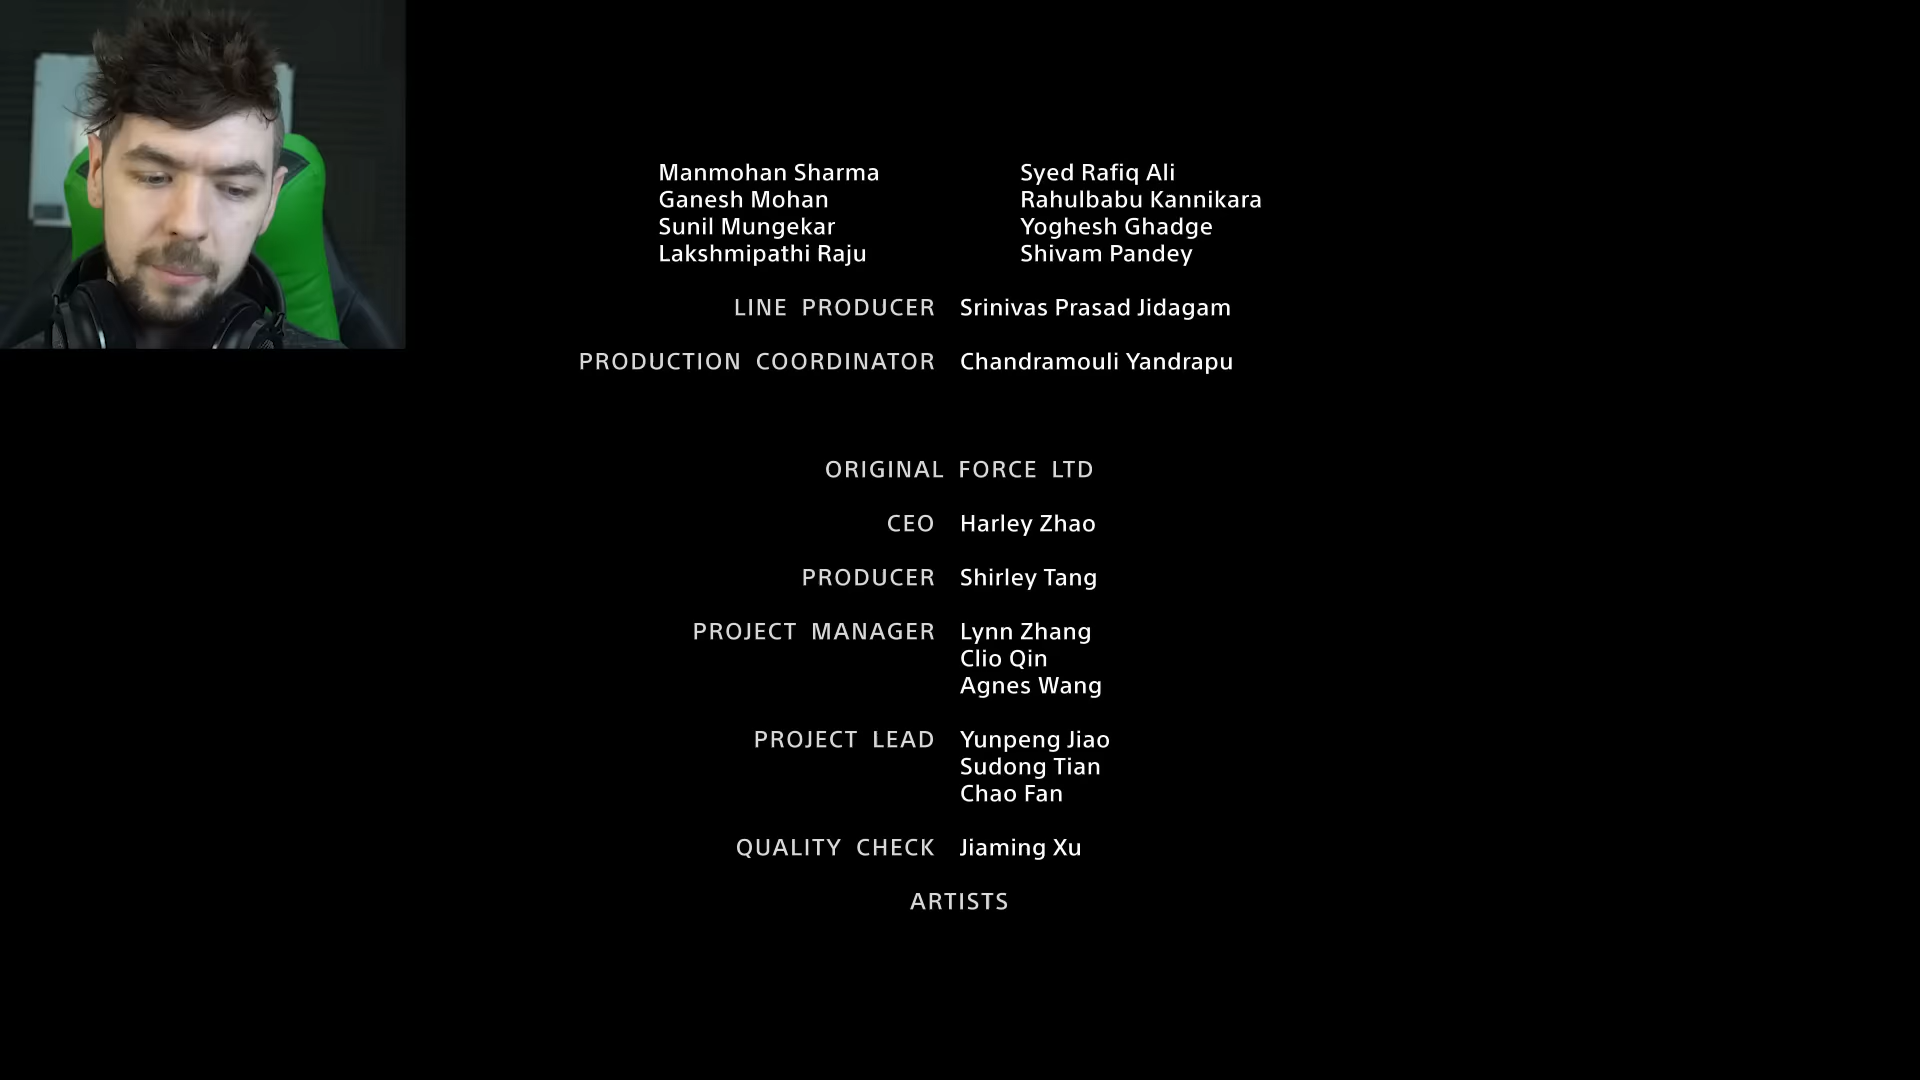 Manmohan Sharma Syed Rafiq Ali
Ganesh Mohan Rahulbabu Kannikara
Sunil Mungekar Yoghesh Ghadge
Lakshmipathi Raju Shivam Pandey
LINE PRODUCER Srinivas Prasad Jidagam
PRODUCTION COORDINATOR Chandramouli Yandrapu
ORIGINAL FORCE LTD
CEO Harley Zhao
PRODUCER Shirley Tang
PROJECT MANAGER Lynn Zhang
Clio Qin
Agnes Wang
PROJECT LEAD Yunpeng Jiao
Sudong Tian
Chao Fan
QUALITY CHECK Jiaming Xu
ARTISTS